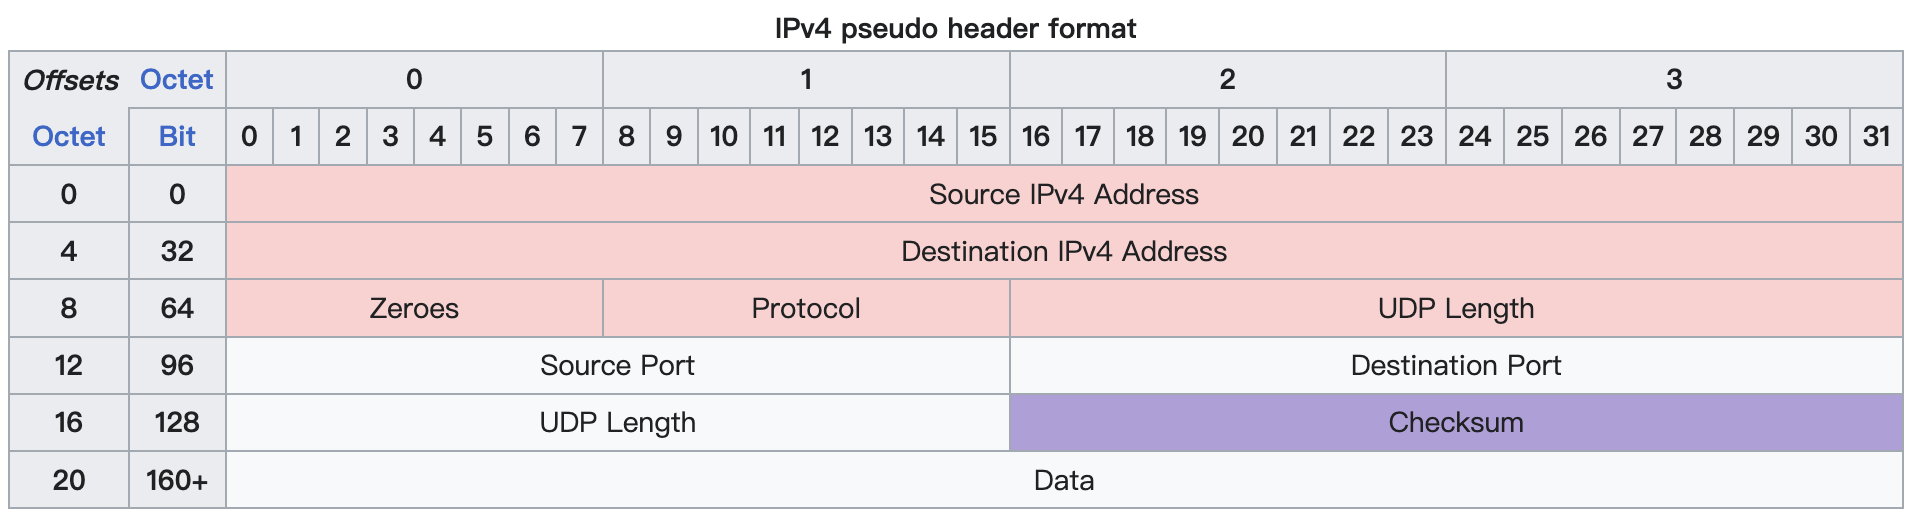 IPv4 pseudo header format
Offsets Octet 0 1 2 3
Octet Bit 0 1 2 3 4 5 6 7 8 9 10 11 12 13 14 15 16 17 18 19 20 21 22 23 24 25 26 27 28 29 30 31
0 0 Source IPv4 Address
4 32 Destination IPv4 Address
8 64 Zeroes Protocol UDP Length
12 96 Source Port Destination Port
16 128 UDP Length Checksum
20 160+ Data